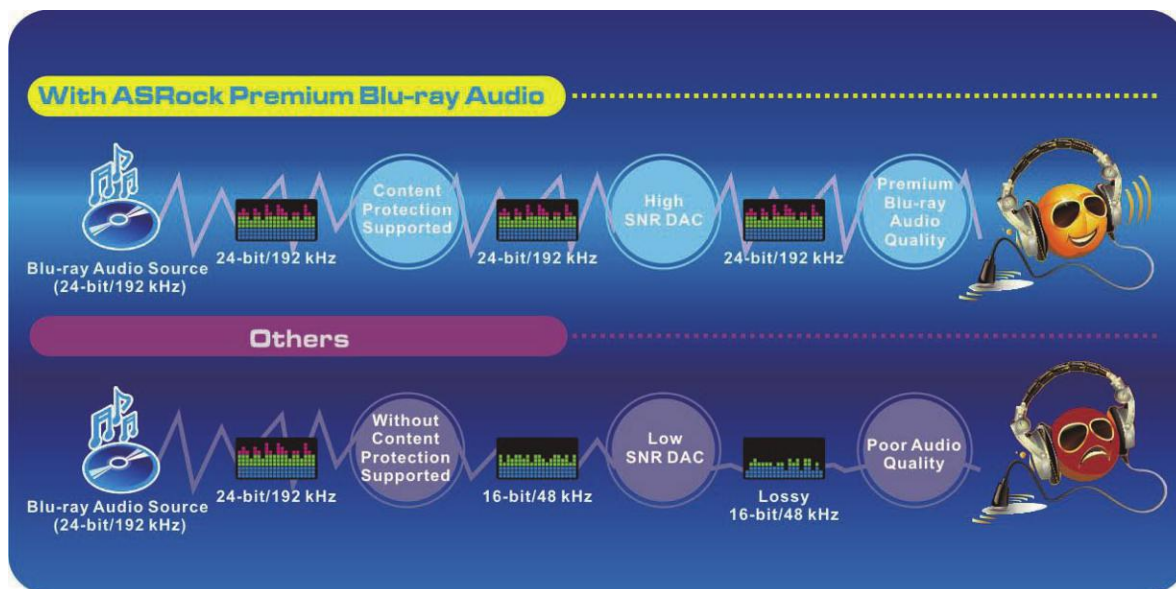 With ASRock Premium Blu-ray Audio
Blu-ray Audio Source
(24-bit/192 kHz)
24-bit/192 kHz
Content
Protection
Supported
24-bit/192 kHz
High
SNR DAC
24-bit/192 kHz
Premium
Blu-ray
Audio
Quality
Others
Blu-ray Audio Source
(24-bit/192 kHz)
24-bit/192 kHz
Without
Content
Protection
Supported
16-bit/48 kHz
Low
SNR DAC
Lossy
16-bit/48 kHz
Poor Audio
Quality